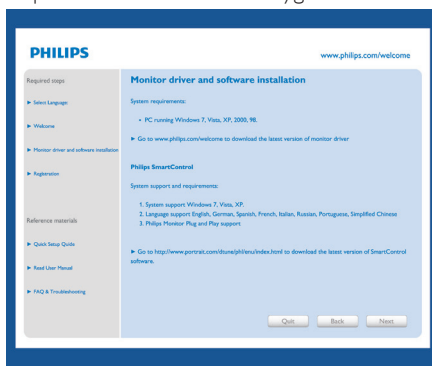 PHILIPS
www.philips.com/welcome
Required steps
► Select Language
► Welcome
► Monitor driver and software installation
► Registration
Reference materials
► Quick Setup Guide
► Read User Manual
► FAQ & Troubleshooting
Monitor driver and software installation
System requirements:
• PC running Windows 7, Vista, XP, 2000, 98.
► Go to www.philips.com/welcome to download the latest version of monitor driver
Philips SmartControl
System support and requirements:
1. System support Windows 7, Vista, XP.
2. Language support English, German, Spanish, French, Italian, Russian, Portuguese, Simplified Chinese
3. Philips Monitor Plug and Play support
► Go to http://www.portrait.com/dtune/phl/enu/index.html to download the latest version of SmartControl
software.
Quit
Back
Next